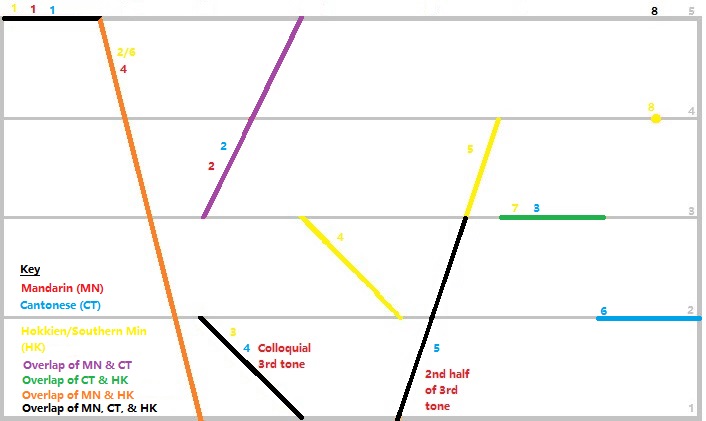 1 1 1 8 5
2/6
4
8 4
2
2
5
7 3 3
4
Key
Mandarin (MN)
Cantonese (CT)
6 2
Hokkien/Southern Min
(HK)
3
4 Colloquial
3rd tone
5
Overlap of MN & CT
Overlap of CT & HK
Overlap of MN & HK
Overlap of MN, CT, & HK
2nd half
of 3rd
tone
1